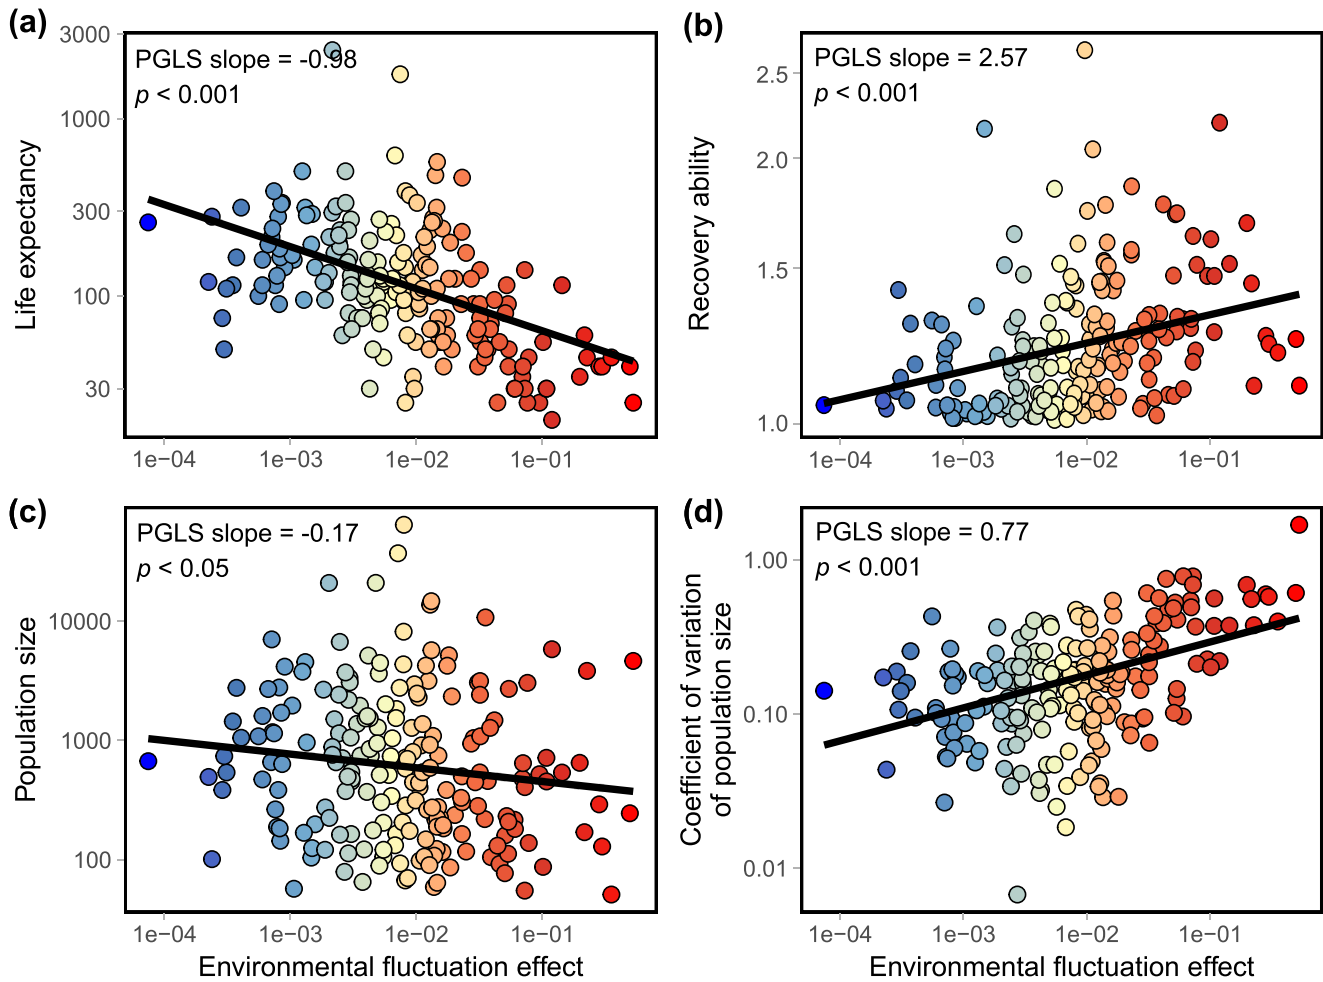 (a)
PGLS slope = -0.98
p < 0.001
Life expectancy
3000
1000
300
100
30
1e−04
1e−03
1e−02
1e−01
(b)
PGLS slope = 2.57
p < 0.001
Recovery ability
2.5
2.0
1.5
1.0
1e−04
1e−03
1e−02
1e−01
(c)
PGLS slope = -0.17
p < 0.05
Population size
10000
1000
100
1e−04
1e−03
1e−02
1e−01
Environmental fluctuation effect
(d)
PGLS slope = 0.77
p < 0.001
Coefficient of variation
of population size
1.00
0.10
0.01
1e−04
1e−03
1e−02
1e−01
Environmental fluctuation effect